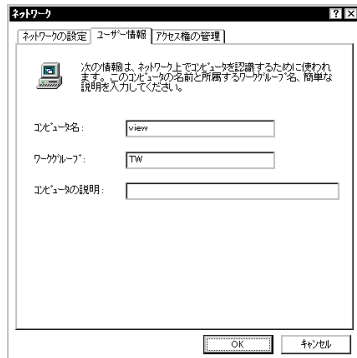 ネットワーク
ネットワークの設定 ユーザー情報 アクセス権の管理
次の情報は、ネットワーク上でコンピュータを認識するために使われ
ます。このコンピュータの名前と所属するワークグループ名、簡単な
説明を入力してください。
コンピュータ名:
view
ワークグループ:
TW
コンピュータの説明:
OK キャンセル